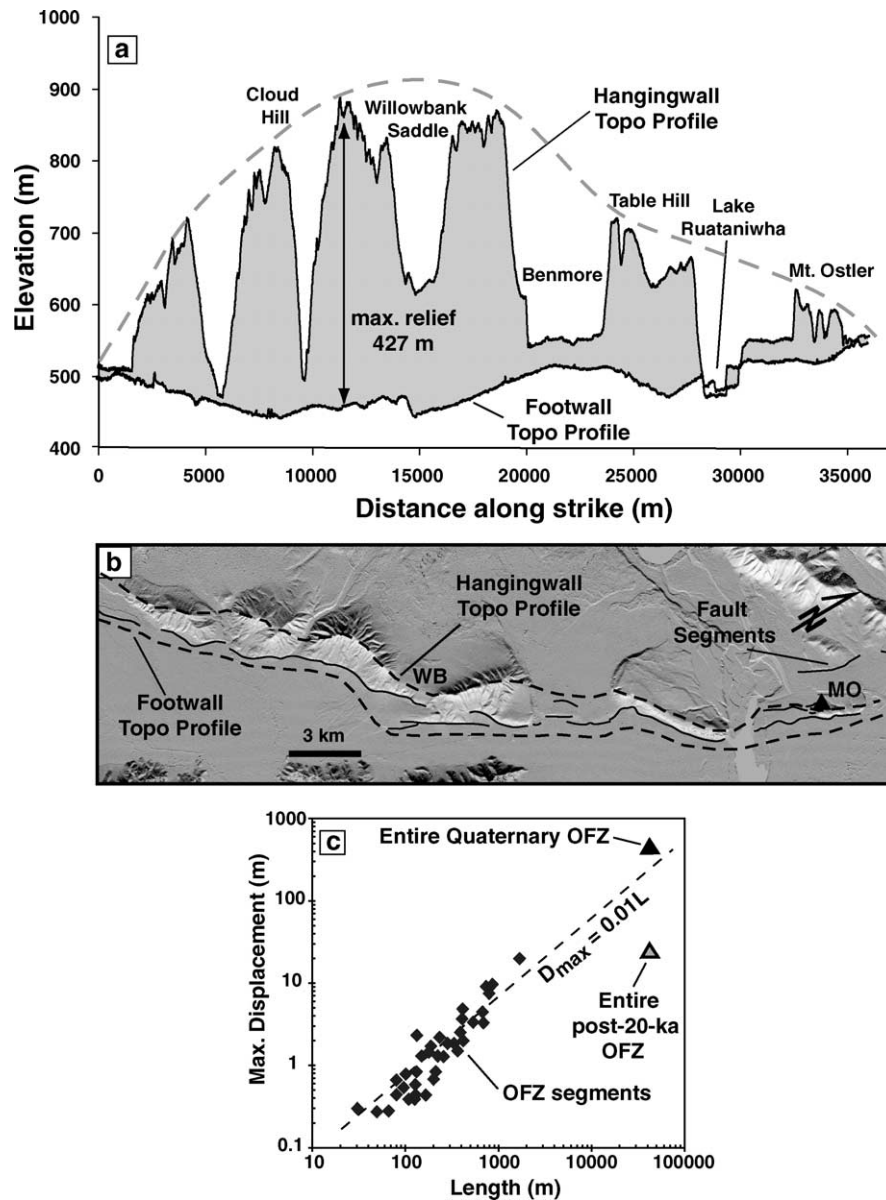 a
1000
900
800
700
600
500
400
Elevation (m)
Cloud
Hill
Willowbank
Saddle
Hangingwall
Topo Profile
Table Hill
Lake
Ruataniwha
Benmore
Mt. Ostler
max. relief
427 m
Footwall
Topo Profile
0
5000
10000
15000
20000
25000
30000
35000
Distance along strike (m)
b
Hangingwall
Topo Profile
Fault
Segments
N
WB
MO
Footwall
Topo Profile
3 km
c
1000
100
10
1
0.1
Max. Displacement (m)
Entire Quaternary OFZ
Dmax = 0.01L
Entire
post-20-ka
OFZ
OFZ segments
10
100
1000
10000
100000
Length (m)